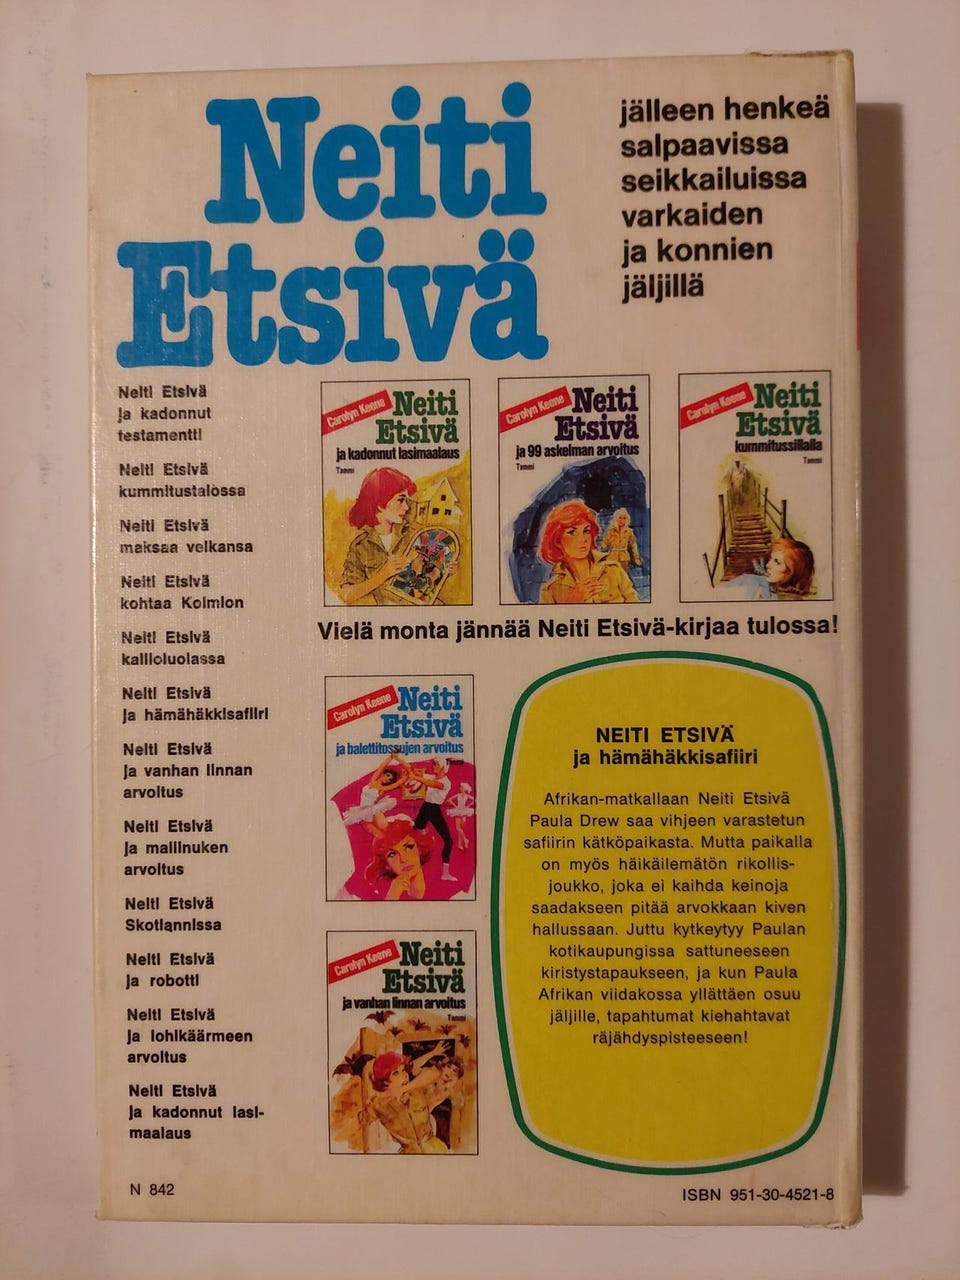 Neiti
Etsivä
jälleen henkeä
salpaavissa
seikkailuissa
varkaiden
ja konnien
jäljillä
Neiti Etsivä
ja kadonnut
testamentti
Neiti Etsivä
kummitustalossa
Neiti Etsivä
maksaa velkansa
Neiti Etsivä
kohtaa Kolmion
Neiti Etsivä
kallioluolassa
Neiti Etsivä
ja hämähäkkisafiiri
Neiti Etsivä
ja vanhan linnan
arvoitus
Neiti Etsivä
ja mallinuken
arvoitus
Neiti Etsivä
Skotlannissa
Neiti Etsivä
ja robotti
Neiti Etsivä
ja lohikäärmeen
arvoitus
Neiti Etsivä
ja kadonnut lasi-
maalaus
Carolyn Keene
Neiti
Etsivä
ja kadonnut lasimaalaus
Tammi
Carolyn Keene
Neiti
Etsivä
ja 99 askelman arvoitus
Tammi
Carolyn Keene
Neiti
Etsivä
kummitussillalla
Tammi
Vielä monta jännää Neiti Etsivä-kirjaa tulossa!
Carolyn Keene
Neiti
Etsivä
ja balettitossujen arvoitus
Tammi
Carolyn Keene
Neiti
Etsivä
ja vanhan linnan arvoitus
Tammi
NEITI ETSIVÄ
ja hämähäkkisafiiri
Afrikan-matkallaan Neiti Etsivä
Paula Drew saa vihjeen varastetun
safiirin kätköpaikasta. Mutta paikalla
on myös häikäilemätön rikollis-
joukko, joka ei kaihda keinoja
saadakseen pitää arvokkaan kiven
hallussaan. Juttu kytkeytyy Paulan
kotikaupungissa sattuneeseen
kiristystapaukseen, ja kun Paula
Afrikan viidakossa yllättäen osuu
jäljille, tapahtumat kiehahtavat
räjähdyspisteeseen!
N 842
ISBN 951-30-4521-8